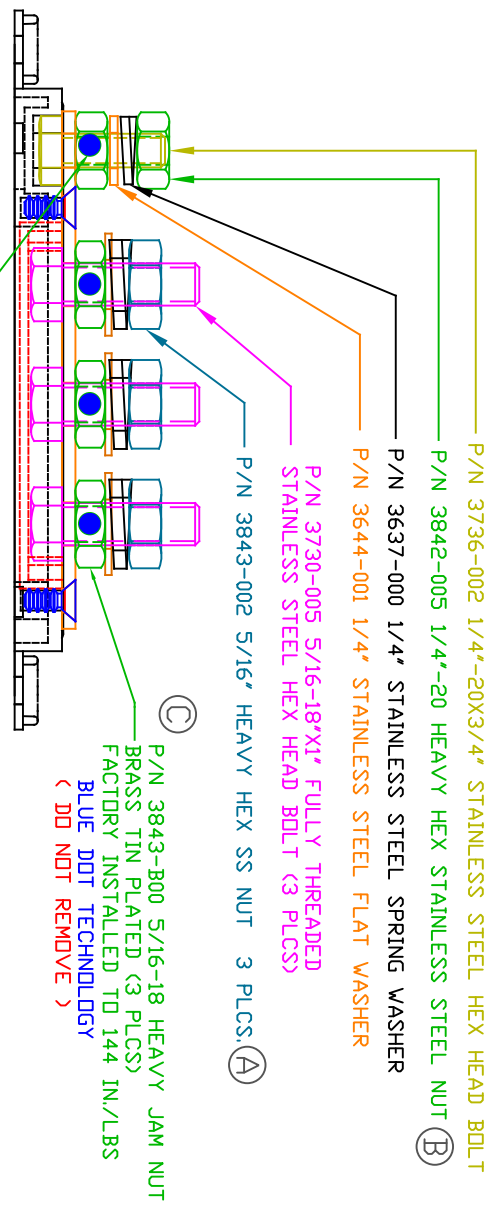 P/N 3736-002 1/4"-20X3/4" STAINLESS STEEL HEX HEAD BOLT
P/N 3842-005 1/4"-20 HEAVY HEX STAINLESS STEEL NUT
B
P/N 3637-000 1/4" STAINLESS STEEL SPRING WASHER
P/N 3644-001 1/4" STAINLESS STEEL FLAT WASHER
P/N 3730-005 5/16-18"X1" FULLY THREADED
STAINLESS STEEL HEX HEAD BOLT (3 PLCS)
P/N 3843-002 5/16" HEAVY HEX SS NUT 3 PLCS.
A
C
P/N 3843-B00 5/16-18 HEAVY JAM NUT
BRASS TIN PLATED (3 PLCS)
FACTORY INSTALLED TO 144 IN./LBS
BLUE DOT TECHNOLOGY
( DO NOT REMOVE )